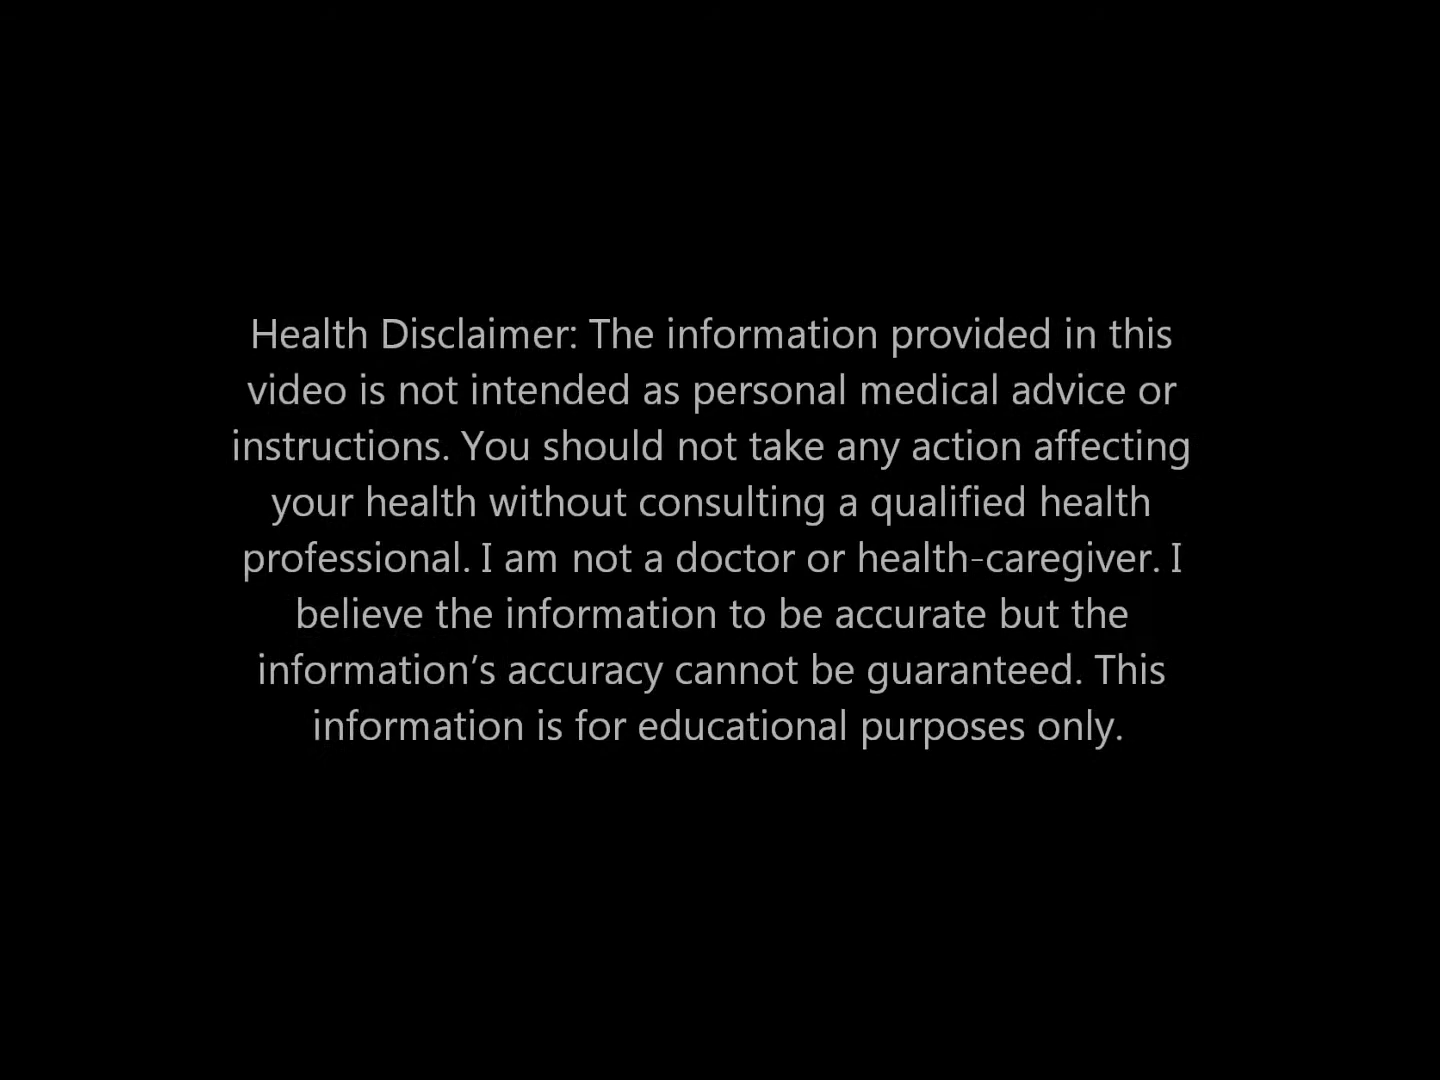 Health Disclaimer: The information provided in this
video is not intended as personal medical advice or
instructions. You should not take any action affecting
your health without consulting a qualified health
professional. I am not a doctor or health-caregiver. I
believe the information to be accurate but the
information’s accuracy cannot be guaranteed. This
information is for educational purposes only.